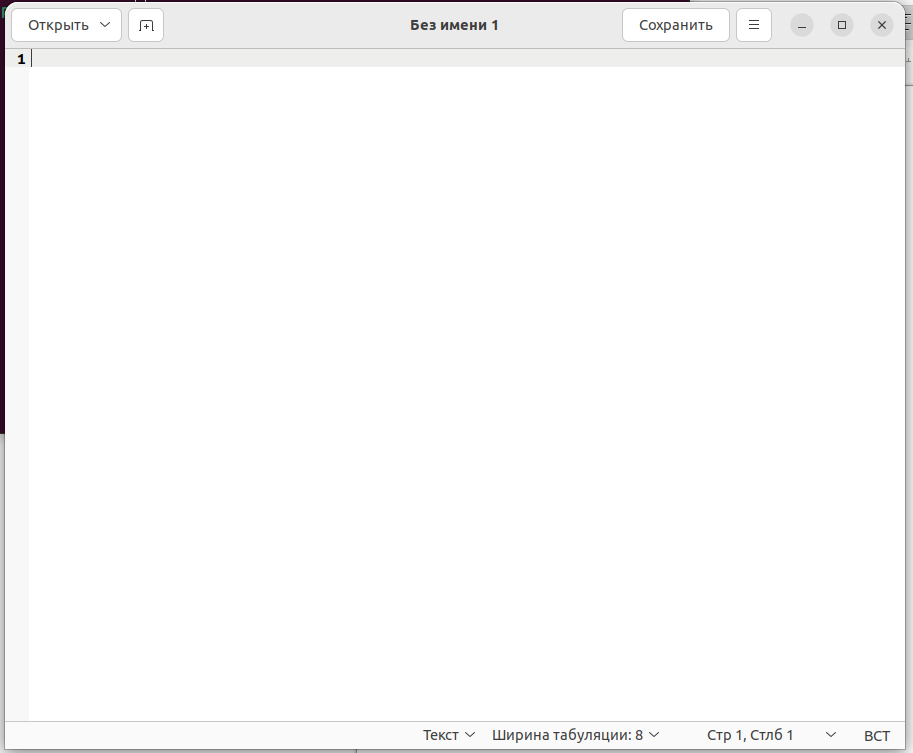 Открыть
Без имени 1
Сохранить
1
Текст
Ширина табуляции: 8
Стр 1, Стлб 1
ВСТ